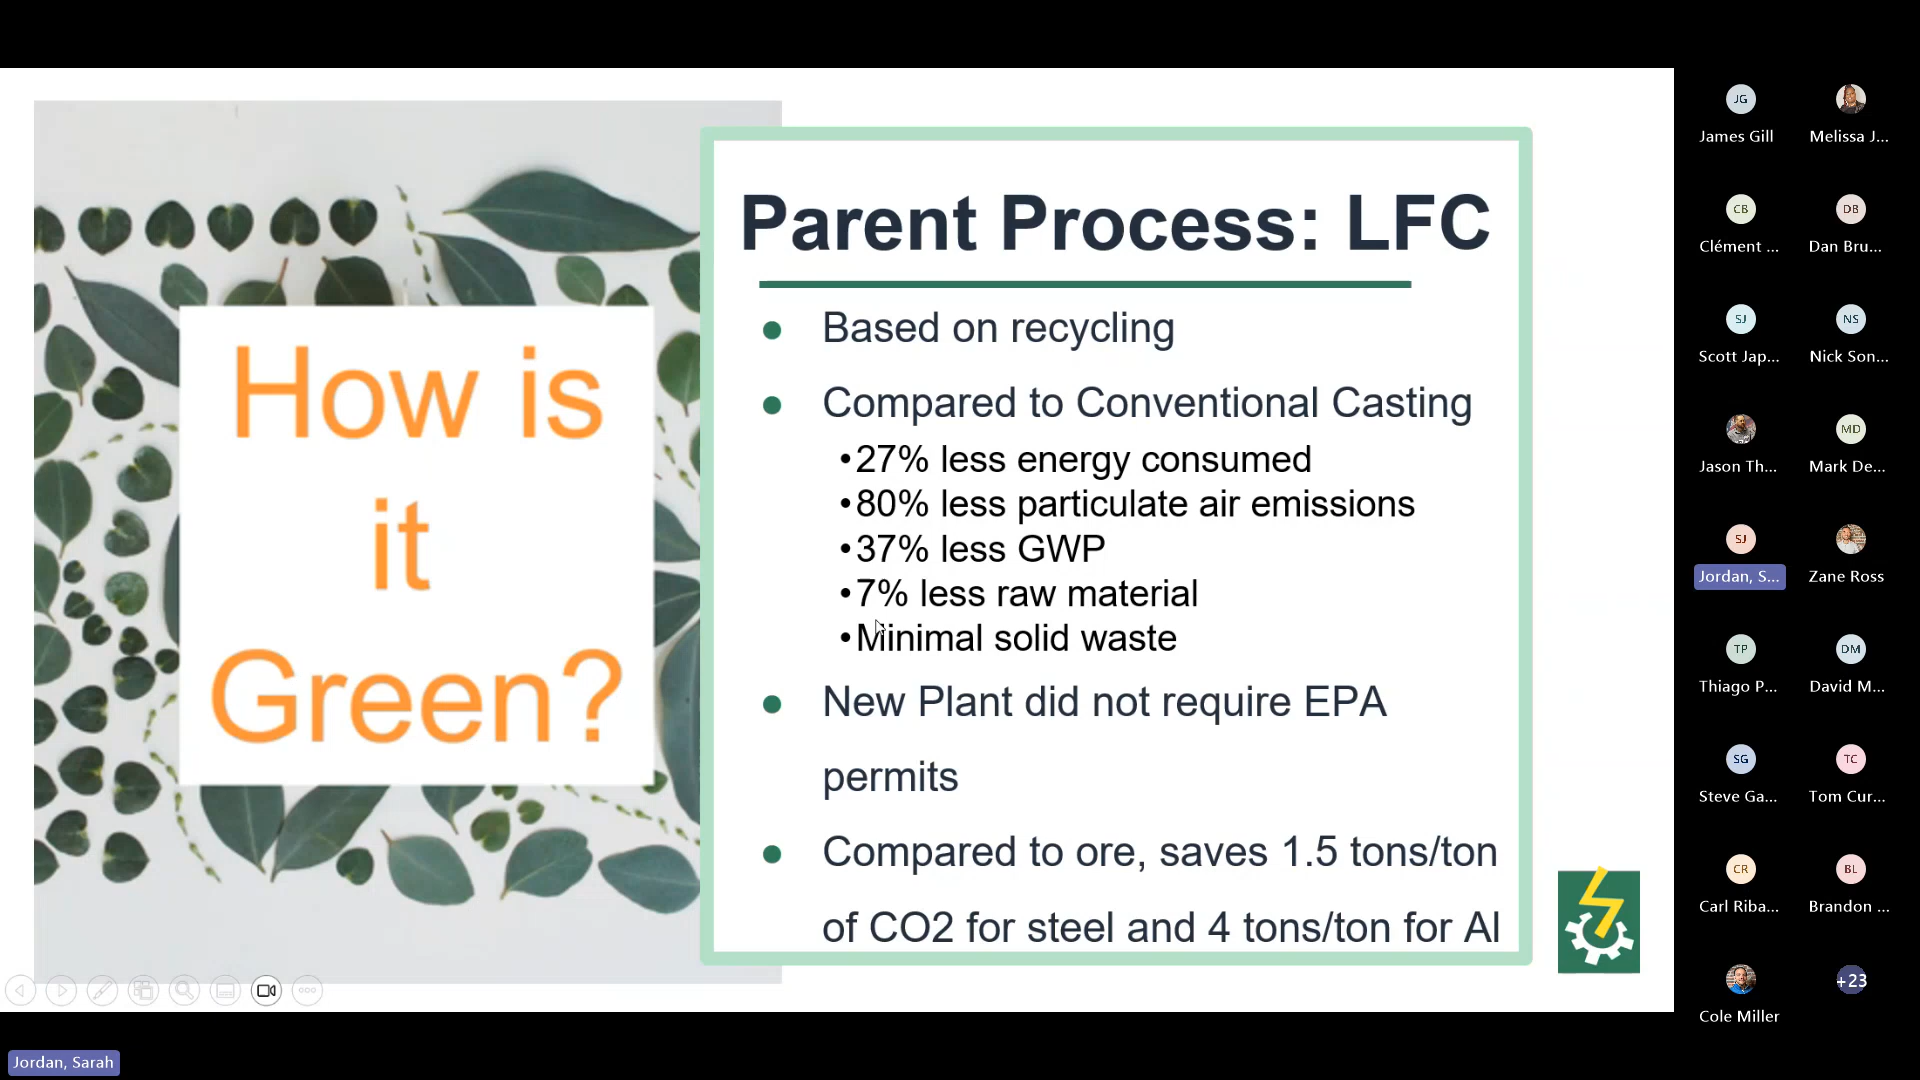 How is
it
Green?
Parent Process: LFC
Based on recycling
Compared to Conventional Casting
•27% less energy consumed
•80% less particulate air emissions
•37% less GWP
•7% less raw material
•Minimal solid waste
New Plant did not require EPA
permits
Compared to ore, saves 1.5 tons/ton
of CO2 for steel and 4 tons/ton for Al
JG
James Gill
Melissa J...
CB
Clément ...
DB
Dan Bru...
SJ
Scott Jap...
NS
Nick Son...
Jason Th...
MD
Mark De...
SJ
Jordan, S...
Zane Ross
TP
Thiago P...
DM
David M...
SG
Steve Ga...
TC
Tom Cur...
CR
Carl Riba...
BL
Brandon ...
Cole Miller
+23
Jordan, Sarah